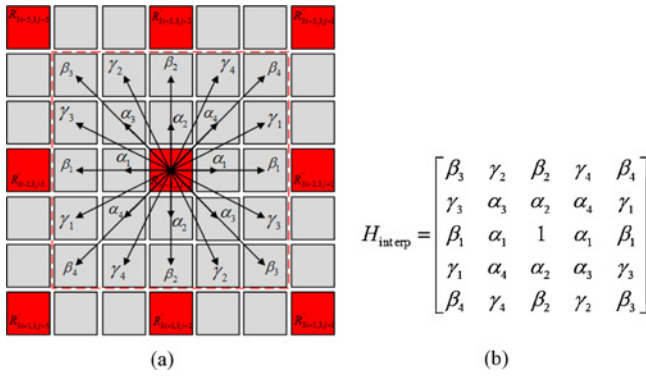 β₃ γ₂ β₂ γ₄ β₄
γ₃ α₃ α₂ α₄ γ₁
β₁ α₁ α₁ β₁
γ₁ α₄ α₂ α₃ γ₃
β₄ γ₄ β₂ γ₂ β₃
(a)
H_interp = [
β₃ γ₂ β₂ γ₄ β₄
γ₃ α₃ α₂ α₄ γ₁
β₁ α₁ 1 α₁ β₁
γ₁ α₄ α₂ α₃ γ₃
β₄ γ₄ β₂ γ₂ β₃
]
(b)